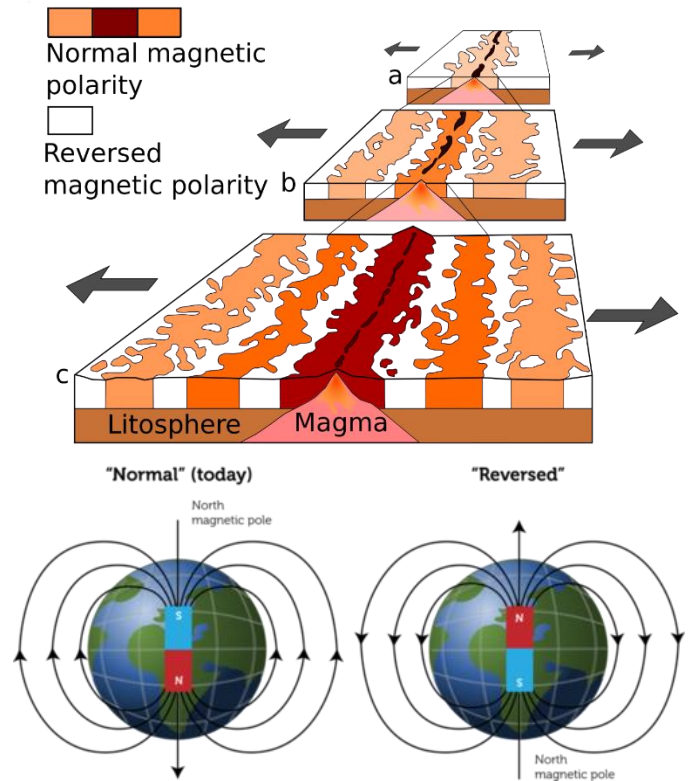 Normal magnetic
polarity
Reversed
magnetic polarity
a
b
c
Litosphere
Magma
"Normal" (today)
"Reversed"
North
magnetic pole
S
N
N
S
North
magnetic pole